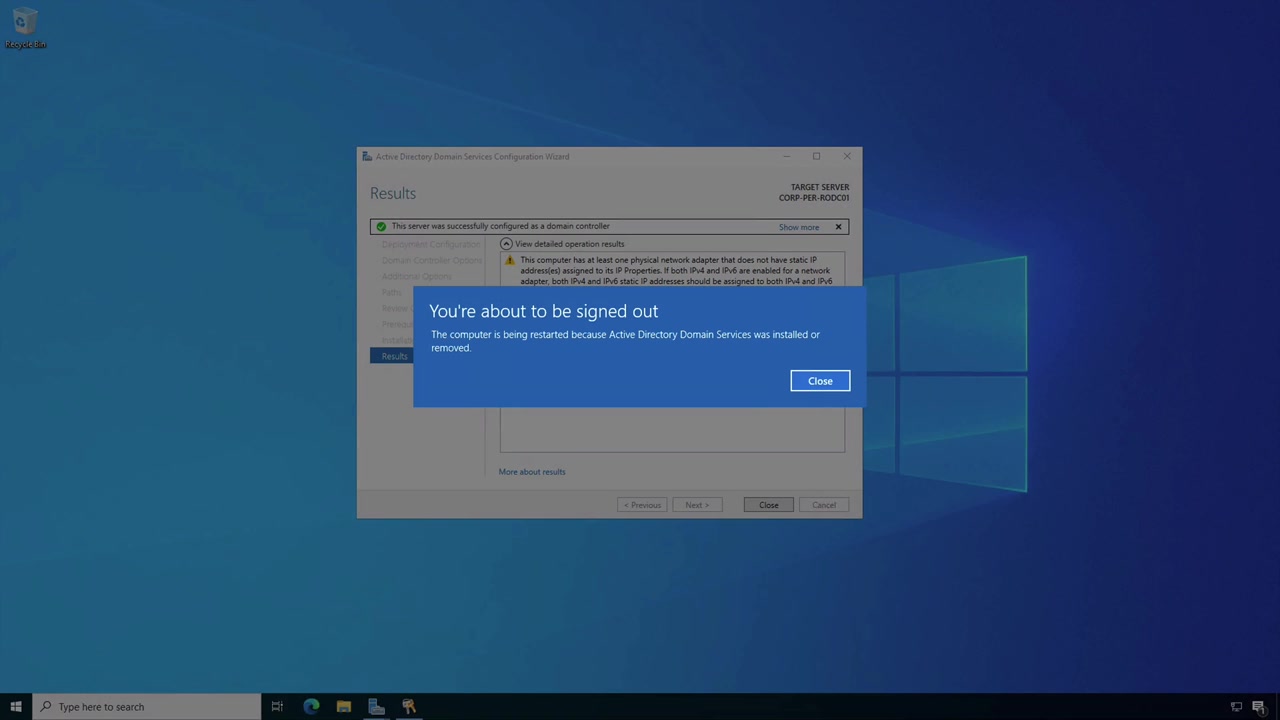 Recycle Bin
Active Directory Domain Services Configuration Wizard
Results
TARGET SERVER
CORP-PER-RODC01
This server was successfully configured as a domain controller
Show more
Deployment Configuration
Domain Controller Options
Additional Options
Paths
Review
Results
View detailed operation results
This computer has at least one physical network adapter that does not have static IP
address(es) assigned to its IP Properties. If both IPv4 and IPv6 are enabled for a network
adapter, both IPv4 and IPv6 static IP addresses should be assigned to both IPv4 and IPv6
You're about to be signed out
The computer is being restarted because Active Directory Domain Services was installed or
removed.
Close
More about results
< Previous
Next >
Close
Cancel
Type here to search